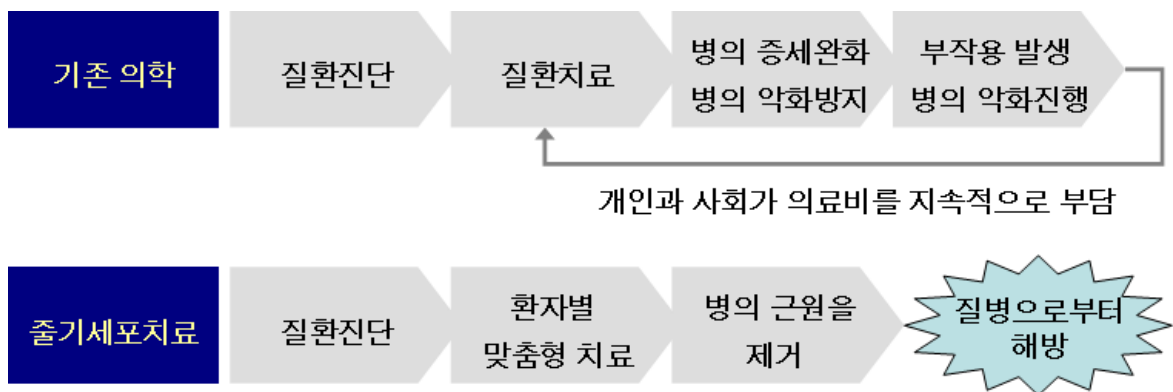 기존 의학
질환진단
질환치료
병의 증세완화
병의 악화방지
부작용 발생
병의 악화진행
개인과 사회가 의료비를 지속적으로 부담
줄기세포치료
질환진단
환자별
맞춤형 치료
병의 근원을
제거
질병으로부터
해방